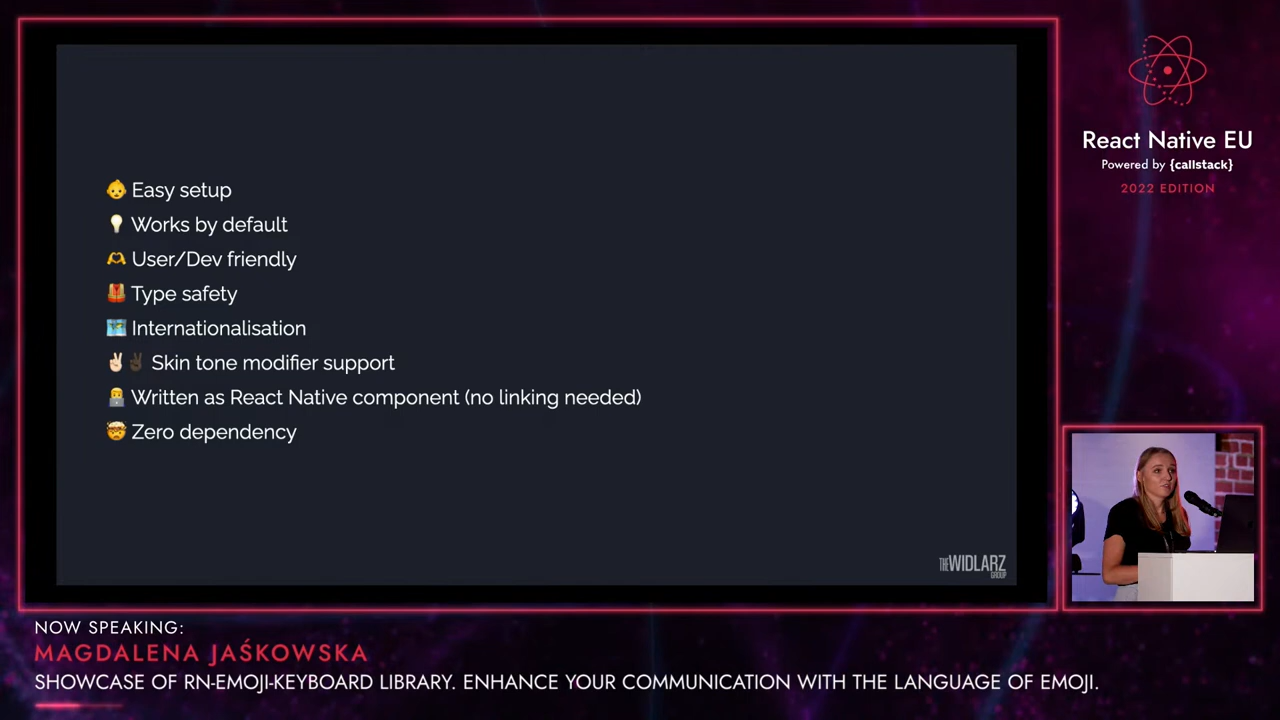 👶 Easy setup
💡 Works by default
🫶 User/Dev friendly
🦺 Type safety
🗺️ Internationalisation
✌🏻✌🏿 Skin tone modifier support
👨‍💻 Written as React Native component (no linking needed)
🤯 Zero dependency
THE WIDLARZ GROUP
React Native EU
Powered by {callstack}
2022 EDITION
NOW SPEAKING:
MAGDALENA JAŚKOWSKA
SHOWCASE OF RN-EMOJI-KEYBOARD LIBRARY. ENHANCE YOUR COMMUNICATION WITH THE LANGUAGE OF EMOJI.